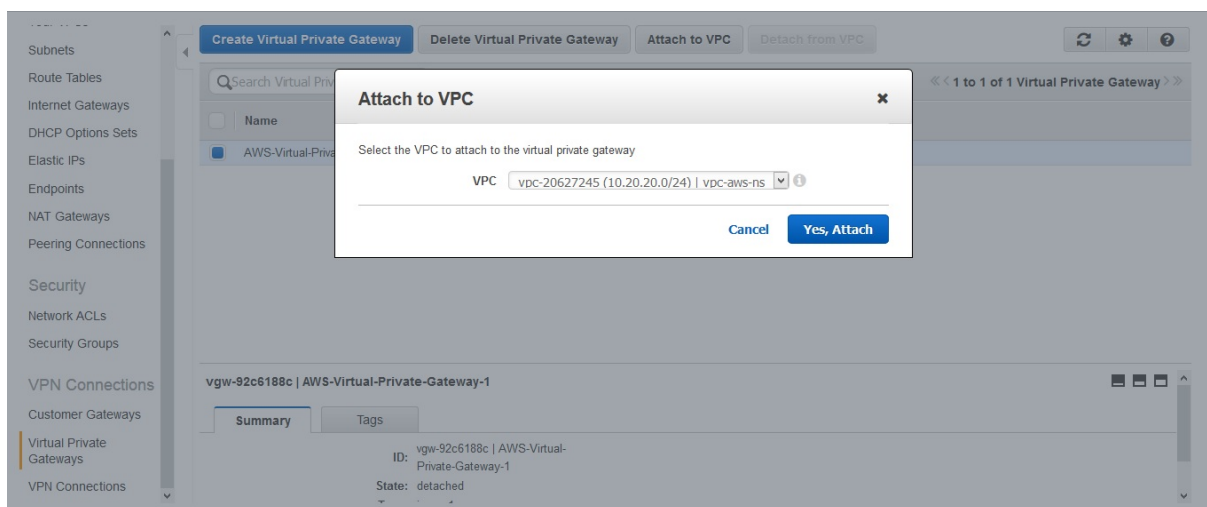 Subnets
Route Tables
Internet Gateways
DHCP Options Sets
Elastic IPs
Endpoints
NAT Gateways
Peering Connections
Security
Network ACLs
Security Groups
VPN Connections
Customer Gateways
Virtual Private
Gateways
VPN Connections
Create Virtual Private Gateway Delete Virtual Private Gateway Attach to VPC Detach from VPC
Search Virtual Priv
1 to 1 of 1 Virtual Private Gateway
Name
AWS-Virtual-Priva
Attach to VPC
Select the VPC to attach to the virtual private gateway
VPC vpc-20627245 (10.20.20.0/24) | vpc-aws-ns
Cancel Yes, Attach
vgw-92c6188c | AWS-Virtual-Private-Gateway-1
Summary Tags
ID: vgw-92c6188c | AWS-Virtual-
Private-Gateway-1
State: detached